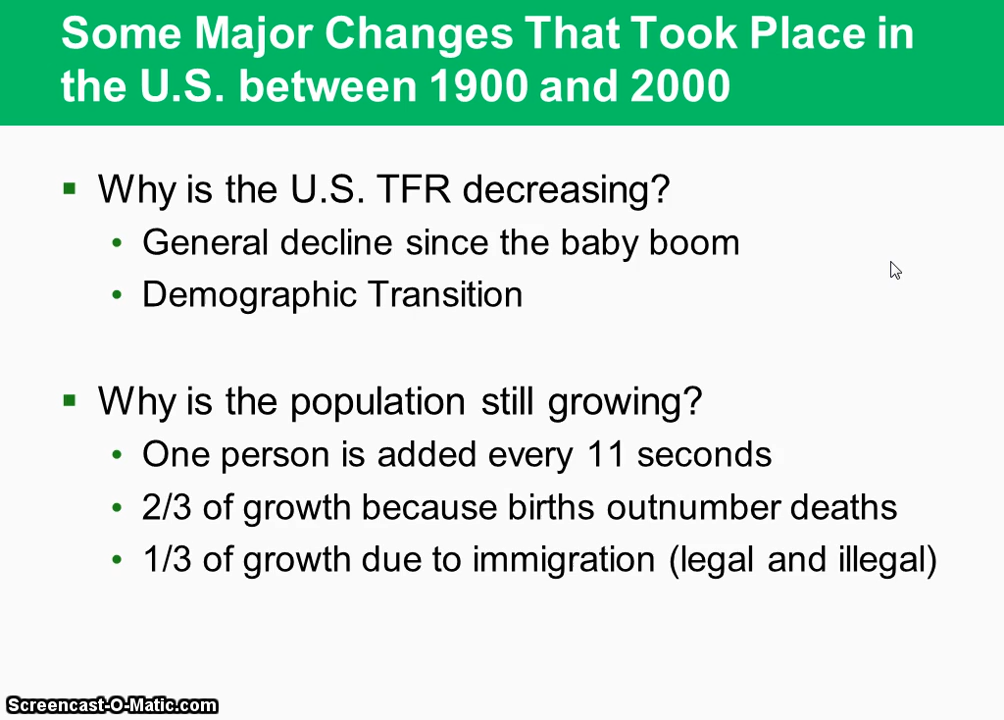 Some Major Changes That Took Place in
the U.S. between 1900 and 2000
Why is the U.S. TFR decreasing?
General decline since the baby boom
Demographic Transition
Why is the population still growing?
One person is added every 11 seconds
2/3 of growth because births outnumber deaths
1/3 of growth due to immigration (legal and illegal)
Screencast-O-Matic.com